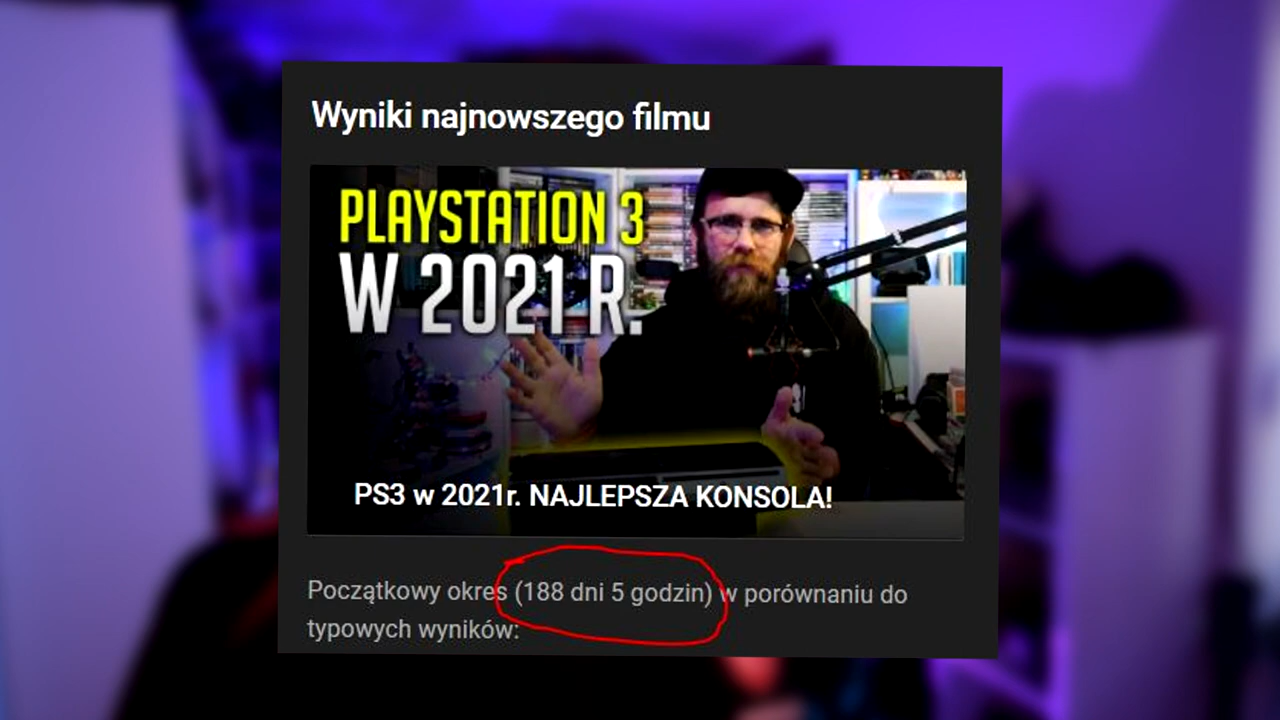 Wyniki najnowszego filmu
PLAYSTATION 3
W 2021 R.
PS3 w 2021r. NAJLEPSZA KONSOLA!
Początkowy okres (188 dni 5 godzin) w porównaniu do
typowych wyników: